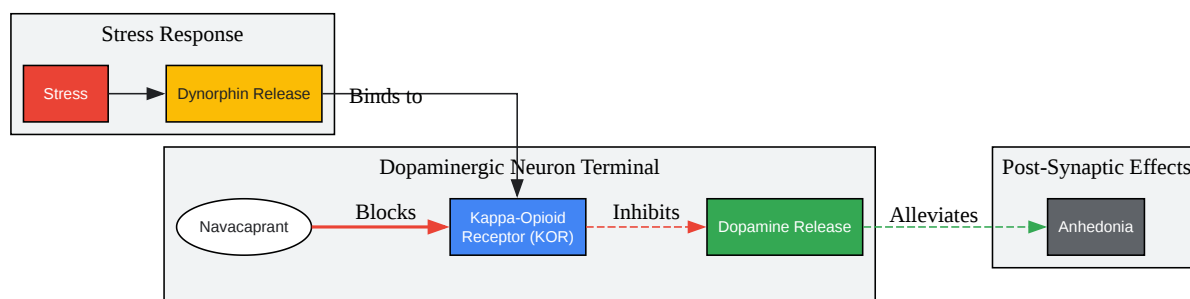 Stress Response
Stress
Dynorphin Release
Binds to
Dopaminergic Neuron Terminal
Navacaprant
Blocks
Kappa-Opioid
Receptor (KOR)
Inhibits
Dopamine Release
Alleviates
Post-Synaptic Effects
Anhedonia